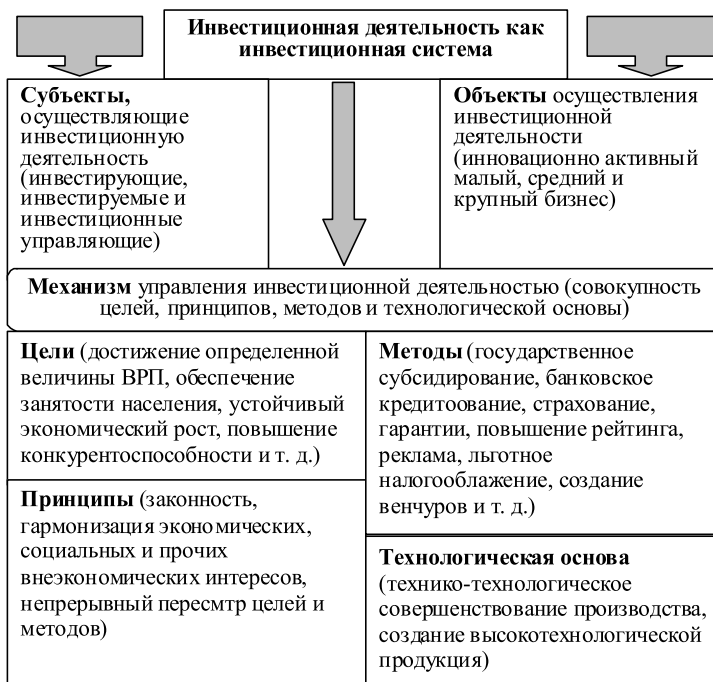 Инвестиционная деятельность как
инвестиционная система
Субъекты,
осуществляющие
инвестиционную
деятельность
(инвестирующие,
инвестируемые и
инвестиционные
управляющие)
Объекты осуществления
инвестиционной
деятельности
(инновационно активный
малый, средний и
крупный бизнес)
Механизм управления инвестиционной деятельностью (совокупность
целей, принципов, методов и технологической основы)
Цели (достижение определенной
величины ВРП, обеспечение
занятости населения, устойчивый
экономический рост, повышение
конкурентоспособности и т. д.)
Принципы (законность,
гармонизация экономических,
социальных и прочих
внеэкономических интересов,
непрерывный пересмтр целей и
методов)
Методы (государственное
субсидирование, банковское
кредитоование, страхование,
гарантии, повышение рейтинга,
реклама, льготное
налогооблажение, создание
венчуров и т. д.)
Технологическая основа
(технико-технологическое
совершенствование производства,
создание высокотехнологической
продукция)